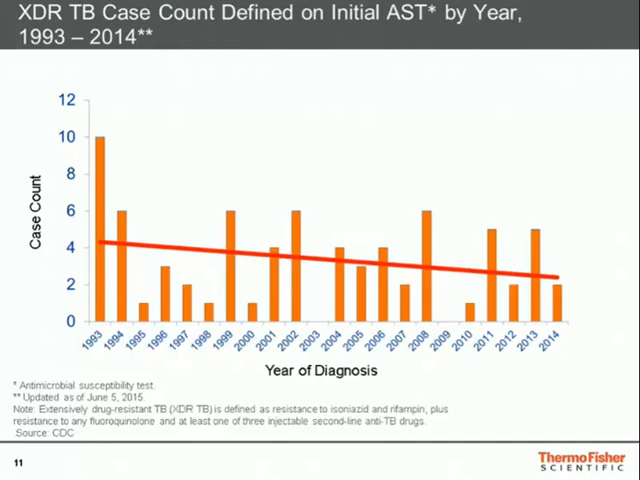 XDR TB Case Count Defined on Initial AST* by Year,
1993 – 2014**
12
10
8
6
4
2
0
Case Count
1993 1994 1995 1996 1997 1998 1999 2000 2001 2002 2003 2004 2005 2006 2007 2008 2009 2010 2011 2012 2013 2014
Year of Diagnosis
* Antimicrobial susceptibility test.
** Updated as of June 5, 2015.
Note: Extensively drug-resistant TB (XDR TB) is defined as resistance to isoniazid and rifampin, plus
resistance to any fluoroquinolone and at least one of three injectable second-line anti-TB drugs.
Source: CDC
11
ThermoFisher
SCIENTIFIC